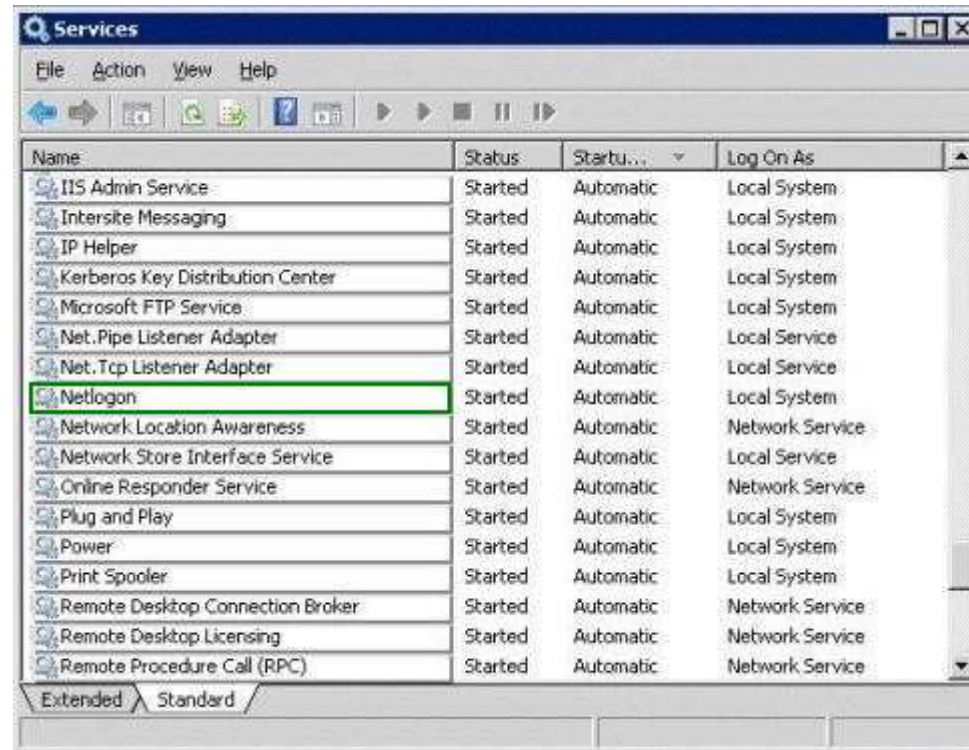 Services
File Action View Help
Name Status Startu... Log On As
IIS Admin Service Started Automatic Local System
Intersite Messaging Started Automatic Local System
IP Helper Started Automatic Local System
Kerberos Key Distribution Center Started Automatic Local System
Microsoft FTP Service Started Automatic Local System
Net.Pipe Listener Adapter Started Automatic Local Service
Net.Tcp Listener Adapter Started Automatic Local Service
Netlogon Started Automatic Local System
Network Location Awareness Started Automatic Network Service
Network Store Interface Service Started Automatic Local Service
Online Responder Service Started Automatic Network Service
Plug and Play Started Automatic Local System
Power Started Automatic Local System
Print Spooler Started Automatic Local System
Remote Desktop Connection Broker Started Automatic Network Service
Remote Desktop Licensing Started Automatic Network Service
Remote Procedure Call (RPC) Started Automatic Network Service
Extended Standard